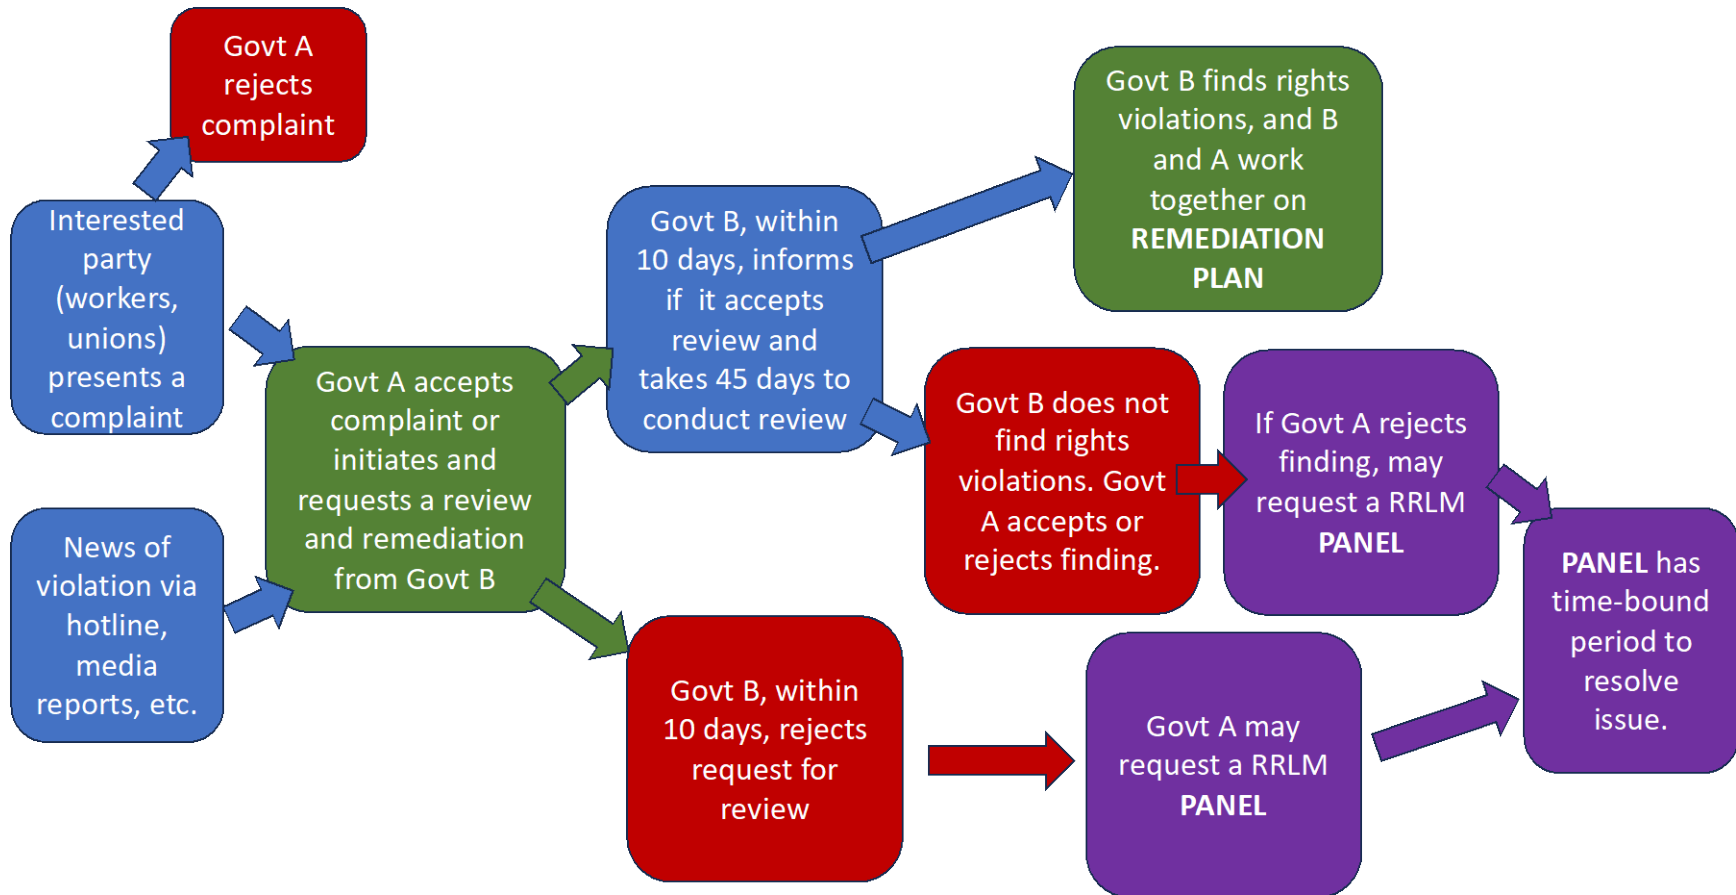 Govt A
rejects
complaint
Interested
party
(workers,
unions)
presents a
complaint
News of
violation via
hotline,
media
reports, etc.
Govt A accepts
complaint or
initiates and
requests a review
and remediation
from Govt B
Govt B, within
10 days, informs
if it accepts
review and
takes 45 days to
conduct review
Govt B, within
10 days, rejects
request for
review
Govt B finds rights
violations, and B
and A work
together on
REMEDIATION
PLAN
Govt B does not
find rights
violations. Govt
A accepts or
rejects finding.
If Govt A rejects
finding, may
request a RRLM
PANEL
Govt A may
request a RRLM
PANEL
PANEL has
time-bound
period to
resolve
issue.